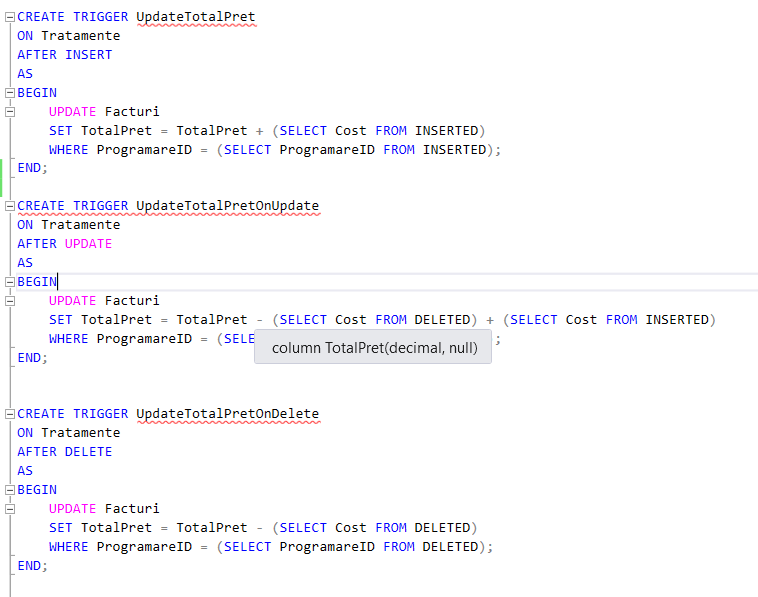 CREATE TRIGGER UpdateTotalPret
ON Tratamente
AFTER INSERT
AS
BEGIN
    UPDATE Facturi
    SET TotalPret = TotalPret + (SELECT Cost FROM INSERTED)
    WHERE ProgramareID = (SELECT ProgramareID FROM INSERTED);
END;

CREATE TRIGGER UpdateTotalPretOnUpdate
ON Tratamente
AFTER UPDATE
AS
BEGIN
    UPDATE Facturi
    SET TotalPret = TotalPret - (SELECT Cost FROM DELETED) + (SELECT Cost FROM INSERTED)
    WHERE ProgramareID = (SELE ;
column TotalPret(decimal, null)
END;

CREATE TRIGGER UpdateTotalPretOnDelete
ON Tratamente
AFTER DELETE
AS
BEGIN
    UPDATE Facturi
    SET TotalPret = TotalPret - (SELECT Cost FROM DELETED)
    WHERE ProgramareID = (SELECT ProgramareID FROM DELETED);
END;